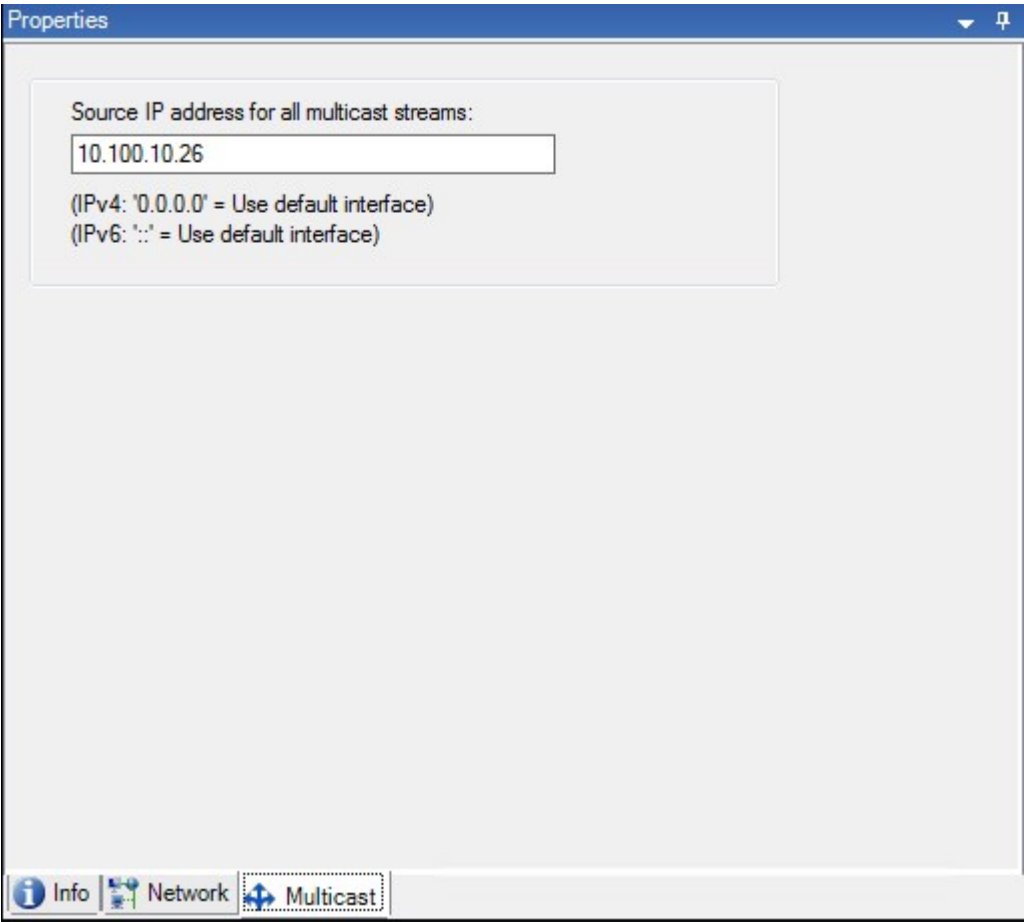 Properties
Source IP address for all multicast streams:
10.100.10.26
(IPv4: '0.0.0.0' = Use default interface)
(IPv6: '::' = Use default interface)
Info Network Multicast